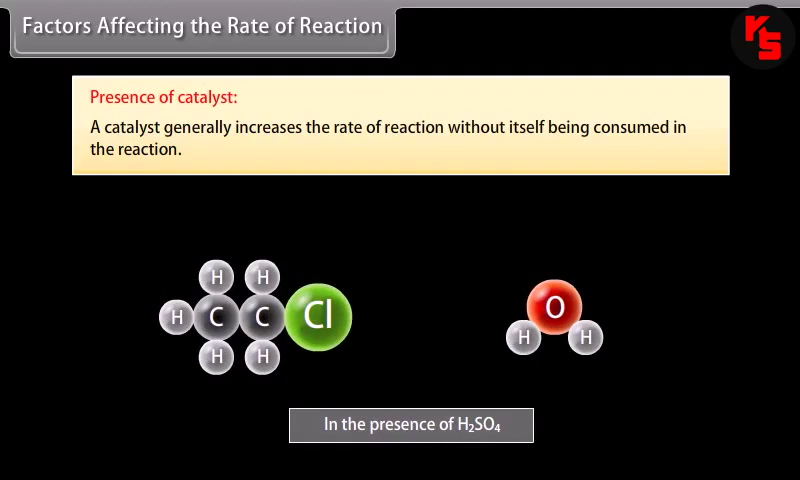 Factors Affecting the Rate of Reaction
KS
Presence of catalyst:
A catalyst generally increases the rate of reaction without itself being consumed in
the reaction.
H H
H C C Cl
H H
O
H H
In the presence of H₂SO₄